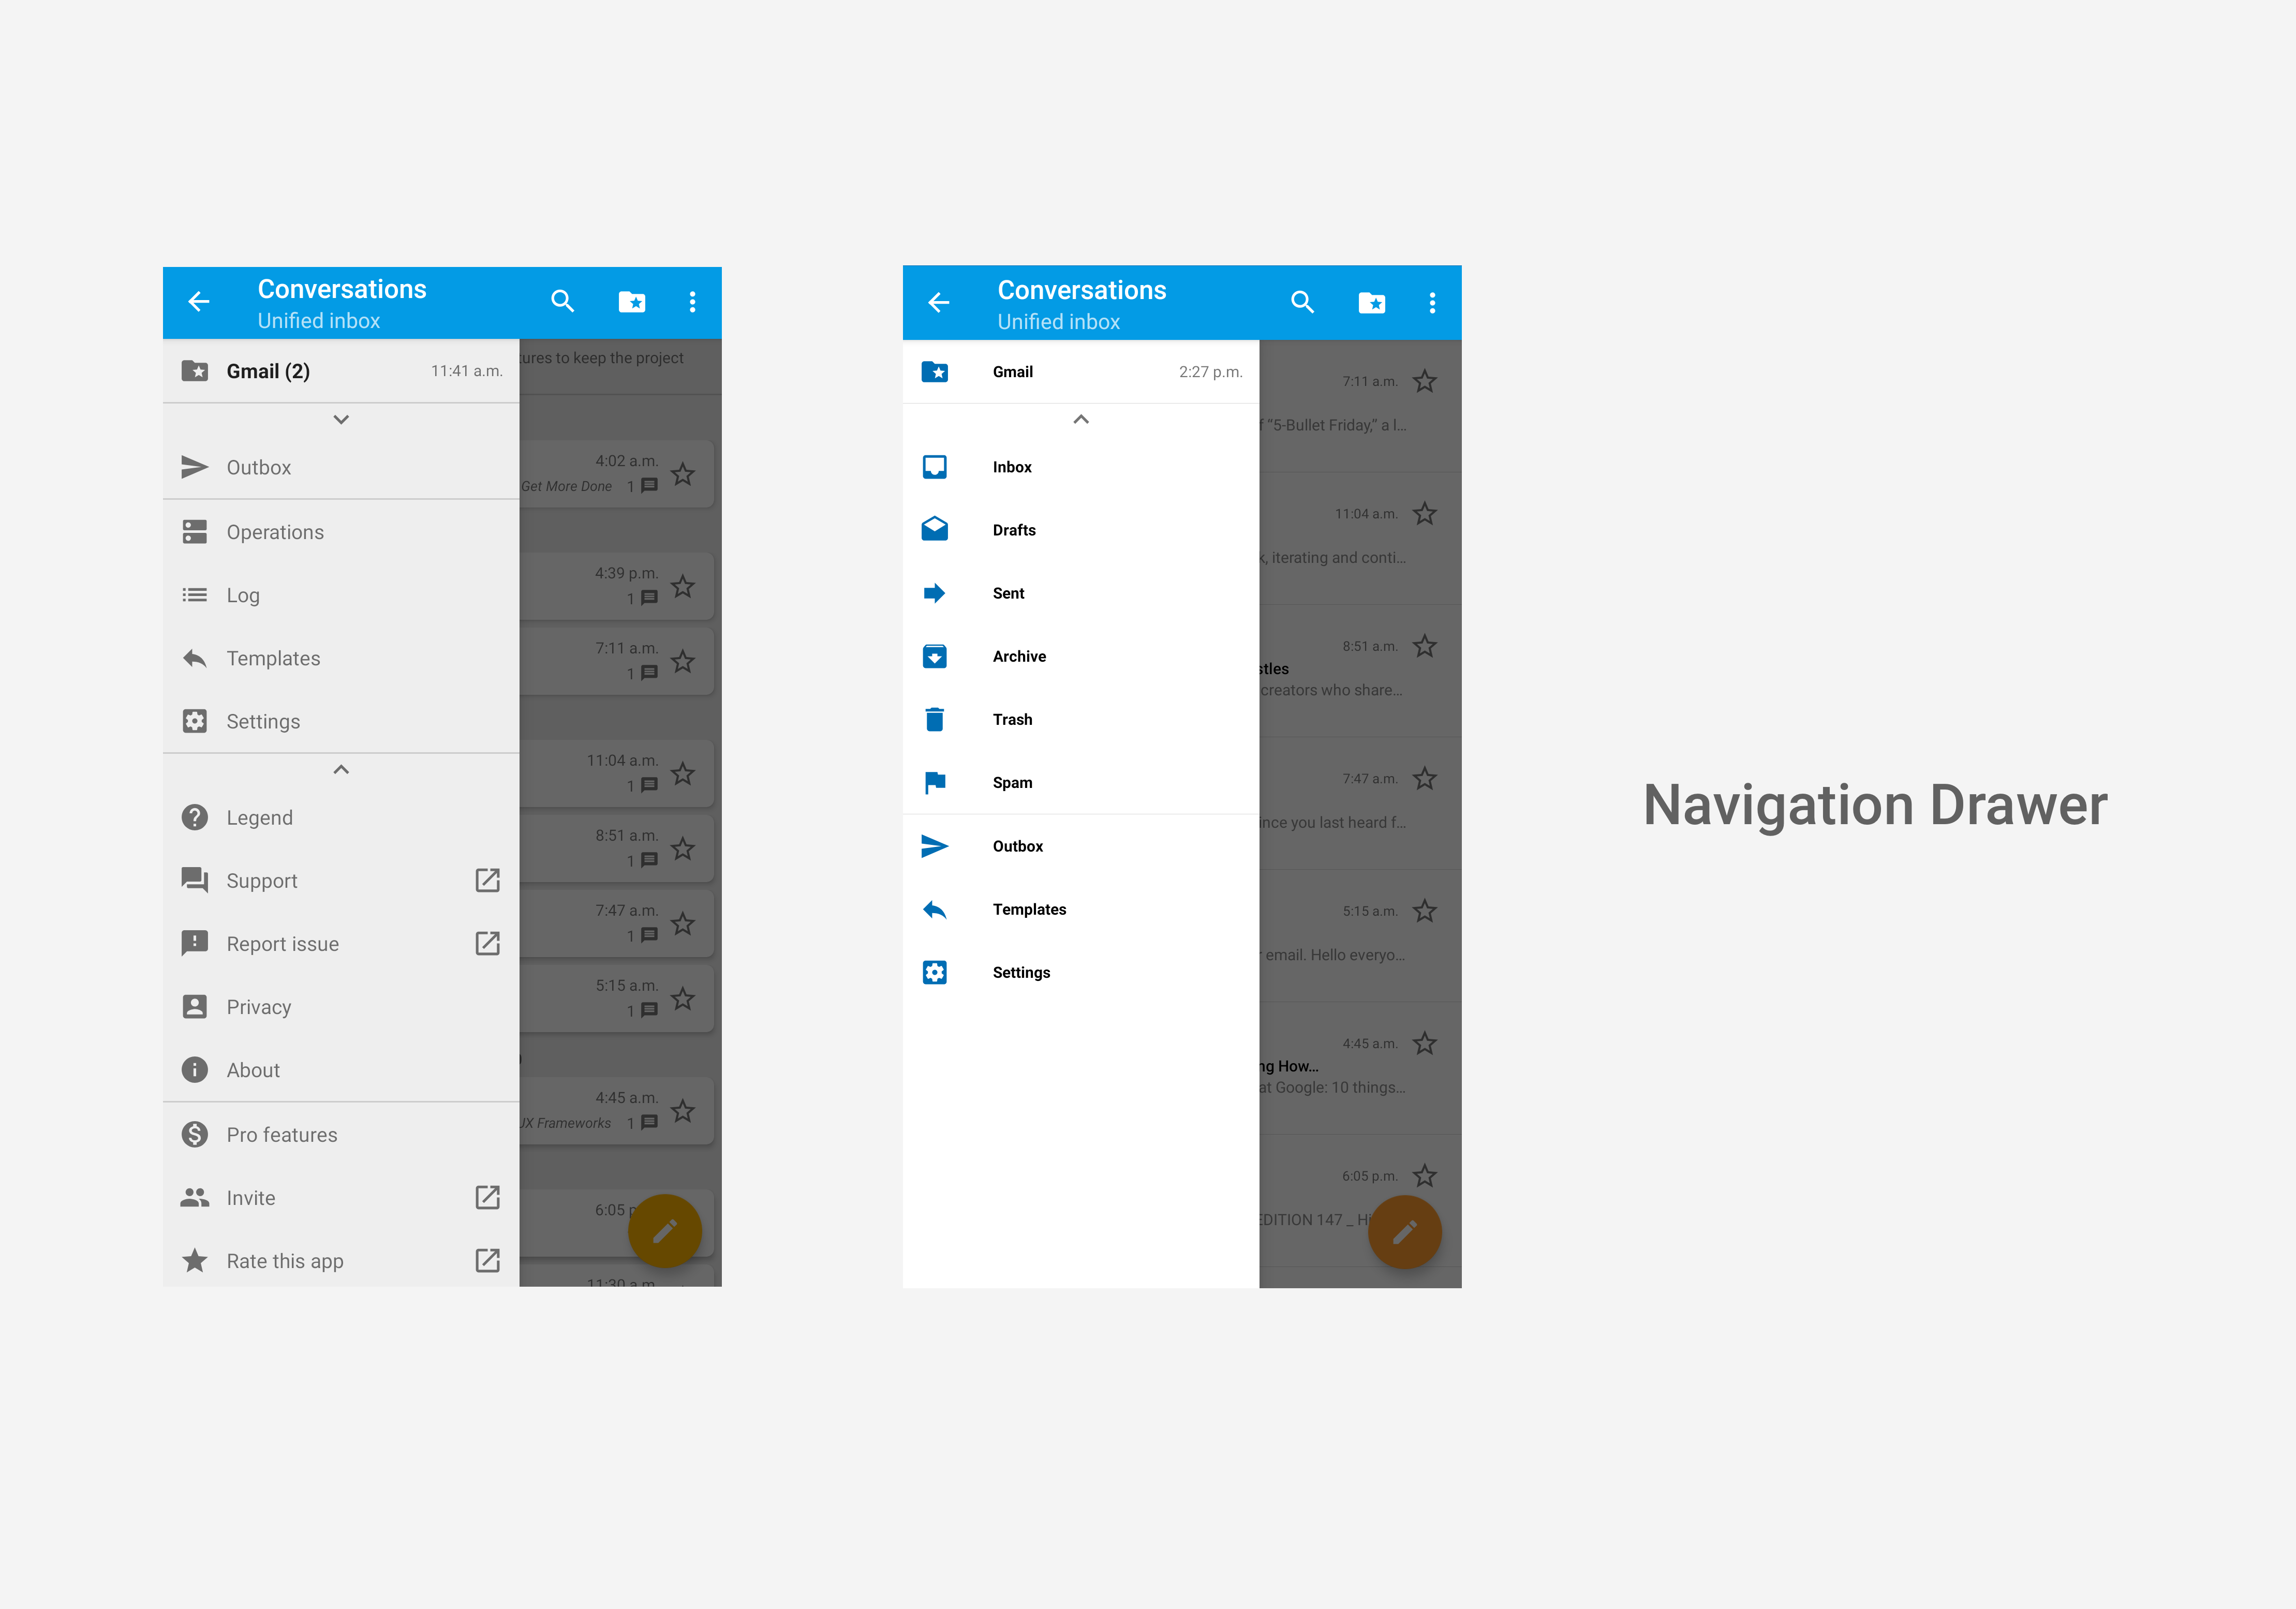 Conversations
Unified inbox
Gmail (2) 11:41 a.m.
Outbox
Operations
Log
Templates
Settings
Legend
Support
Report issue
Privacy
About
Pro features
Invite
Rate this app
tures to keep the project
4:02 a.m.
Get More Done 1
4:39 p.m.
1
7:11 a.m.
1
11:04 a.m.
1
8:51 a.m.
1
7:47 a.m.
1
5:15 a.m.
1
4:45 a.m.
UX Frameworks 1
6:05 p
11:30 a.m.
Conversations
Unified inbox
Gmail 2:27 p.m.
Inbox
Drafts
Sent
Archive
Trash
Spam
Outbox
Templates
Settings
7:11 a.m.
f “5-Bullet Friday,” a l...
11:04 a.m.
k, iterating and conti...
8:51 a.m.
stles
creators who share...
7:47 a.m.
ince you last heard f...
5:15 a.m.
r email. Hello everyo...
4:45 a.m.
ng How...
at Google: 10 things...
6:05 p.m.
EDITION 147 _ Hi
Navigation Drawer